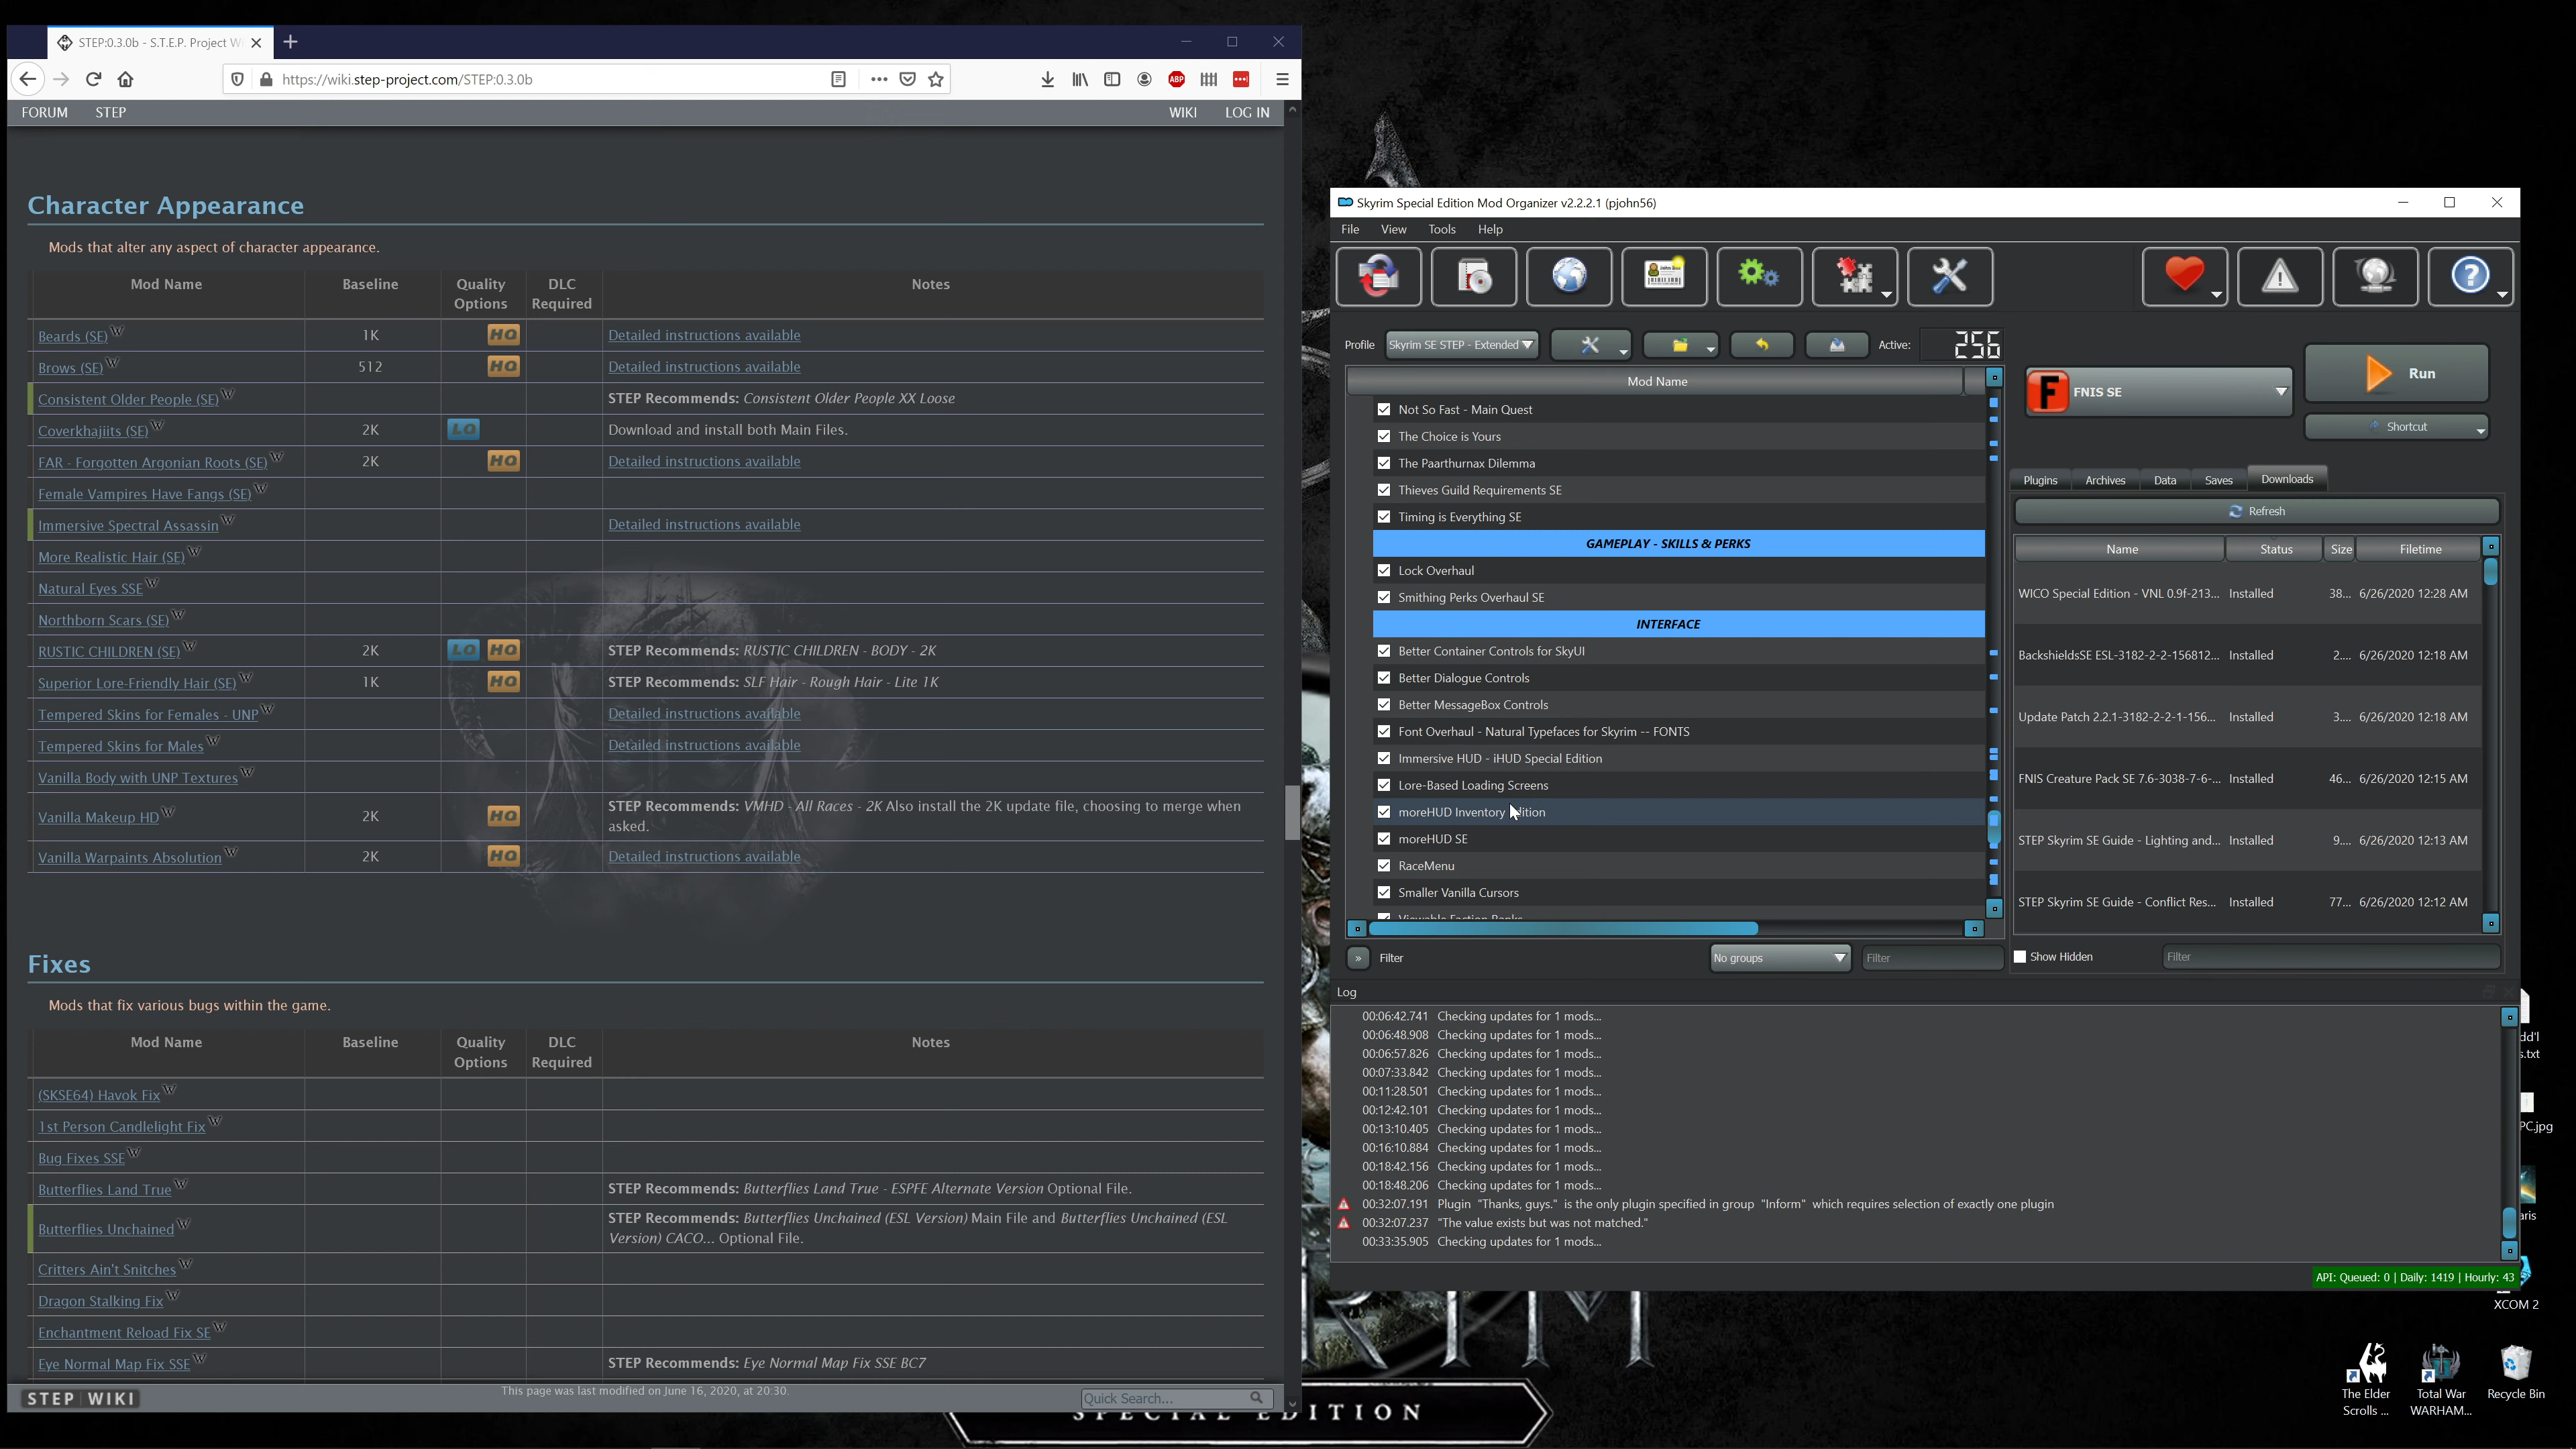 STEP:0.3.0b - S.T.E.P. Project W
https://wiki.step-project.com/STEP:0.3.0b
ABP
FORUM STEP WIKI LOG IN
Character Appearance
Mods that alter any aspect of character appearance.
Mod Name Baseline Quality Options DLC Required Notes
Beards (SE) W 1K HQ Detailed instructions available
Brows (SE) W 512 HQ Detailed instructions available
Consistent Older People (SE) W STEP Recommends: Consistent Older People XX Loose
Coverkhajiits (SE) W 2K LQ Download and install both Main Files.
FAR - Forgotten Argonian Roots (SE) W 2K HQ Detailed instructions available
Female Vampires Have Fangs (SE) W
Immersive Spectral Assassin W Detailed instructions available
More Realistic Hair (SE) W
Natural Eyes SSE W
Northborn Scars (SE) W
RUSTIC CHILDREN (SE) W 2K LQ HQ STEP Recommends: RUSTIC CHILDREN - BODY - 2K
Superior Lore-Friendly Hair (SE) W 1K HQ STEP Recommends: SLF Hair - Rough Hair - Lite 1K
Tempered Skins for Females - UNP W Detailed instructions available
Tempered Skins for Males W Detailed instructions available
Vanilla Body with UNP Textures W
Vanilla Makeup HD W 2K HQ STEP Recommends: VMHD - All Races - 2K Also install the 2K update file, choosing to merge when
asked.
Vanilla Warpaints Absolution W 2K HQ Detailed instructions available
Fixes
Mods that fix various bugs within the game.
Mod Name Baseline Quality Options DLC Required Notes
(SKSE64) Havok Fix W
1st Person Candlelight Fix W
Bug Fixes SSE W
Butterflies Land True W STEP Recommends: Butterflies Land True - ESPFE Alternate Version Optional File.
Butterflies Unchained W STEP Recommends: Butterflies Unchained (ESL Version) Main File and Butterflies Unchained (ESL
Version) CACO... Optional File.
Critters Ain't Snitches W
Dragon Stalking Fix W
Enchantment Reload Fix SE W
Eye Normal Map Fix SSE W STEP Recommends: Eye Normal Map Fix SSE BC7
STEP WIKI This page was last modified on June 16, 2020, at 20:30. Quick Search...
Skyrim Special Edition Mod Organizer v2.2.2.1 (pjohn56)
File View Tools Help
Profile Skyrim SE STEP - Extended Active: 256
Mod Name
Not So Fast - Main Quest
The Choice is Yours
The Paarthurnax Dilemma
Thieves Guild Requirements SE
Timing is Everything SE
GAMEPLAY - SKILLS & PERKS
Lock Overhaul
Smithing Perks Overhaul SE
INTERFACE
Better Container Controls for SkyUI
Better Dialogue Controls
Better MessageBox Controls
Font Overhaul - Natural Typefaces for Skyrim -- FONTS
Immersive HUD - iHUD Special Edition
Lore-Based Loading Screens
moreHUD Inventory Edition
moreHUD SE
RaceMenu
Smaller Vanilla Cursors
Viewable Faction Ranks
» Filter No groups Filter
F FNIS SE Run
Shortcut
Plugins Archives Data Saves Downloads
Refresh
Name Status Size Filetime
WICO Special Edition - VNL 0.9f-213... Installed 38... 6/26/2020 12:28 AM
BackshieldsSE ESL-3182-2-2-156812... Installed 2.... 6/26/2020 12:18 AM
Update Patch 2.2.1-3182-2-2-1-156... Installed 3.... 6/26/2020 12:18 AM
FNIS Creature Pack SE 7.6-3038-7-6-... Installed 46... 6/26/2020 12:15 AM
STEP Skyrim SE Guide - Lighting and... Installed 9.... 6/26/2020 12:13 AM
STEP Skyrim SE Guide - Conflict Res... Installed 77... 6/26/2020 12:12 AM
Show Hidden Filter
Log
00:06:42.741 Checking updates for 1 mods...
00:06:48.908 Checking updates for 1 mods...
00:06:57.826 Checking updates for 1 mods...
00:07:33.842 Checking updates for 1 mods...
00:11:28.501 Checking updates for 1 mods...
00:12:42.101 Checking updates for 1 mods...
00:13:10.405 Checking updates for 1 mods...
00:16:10.884 Checking updates for 1 mods...
00:18:42.156 Checking updates for 1 mods...
00:18:48.206 Checking updates for 1 mods...
00:32:07.191 Plugin "Thanks, guys." is the only plugin specified in group "Inform" which requires selection of exactly one plugin
00:32:07.237 "The value exists but was not matched."
00:33:35.905 Checking updates for 1 mods...
API: Queued: 0 | Daily: 1419 | Hourly: 43
dd'l
s.txt
PC.jpg
aris
XCOM 2
The Elder
Scrolls ...
Total War
WARHAM...
Recycle Bin
SPECIAL EDITION